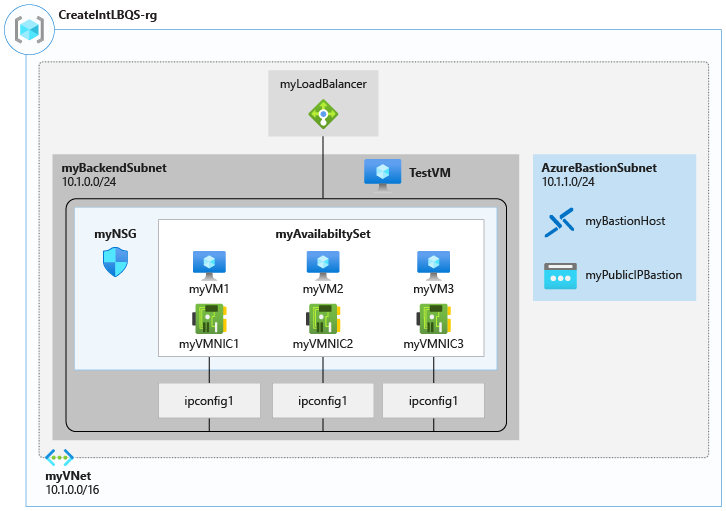 CreateIntLBQS-rg
myLoadBalancer
myBackendSubnet
10.1.0.0/24
TestVM
AzureBastionSubnet
10.1.1.0/24
myBastionHost
myPublicIPBastion
myNSG
myAvailabiltySet
myVM1
myVM2
myVM3
myVMNIC1
myVMNIC2
myVMNIC3
ipconfig1
ipconfig1
ipconfig1
myVNet
10.1.0.0/16